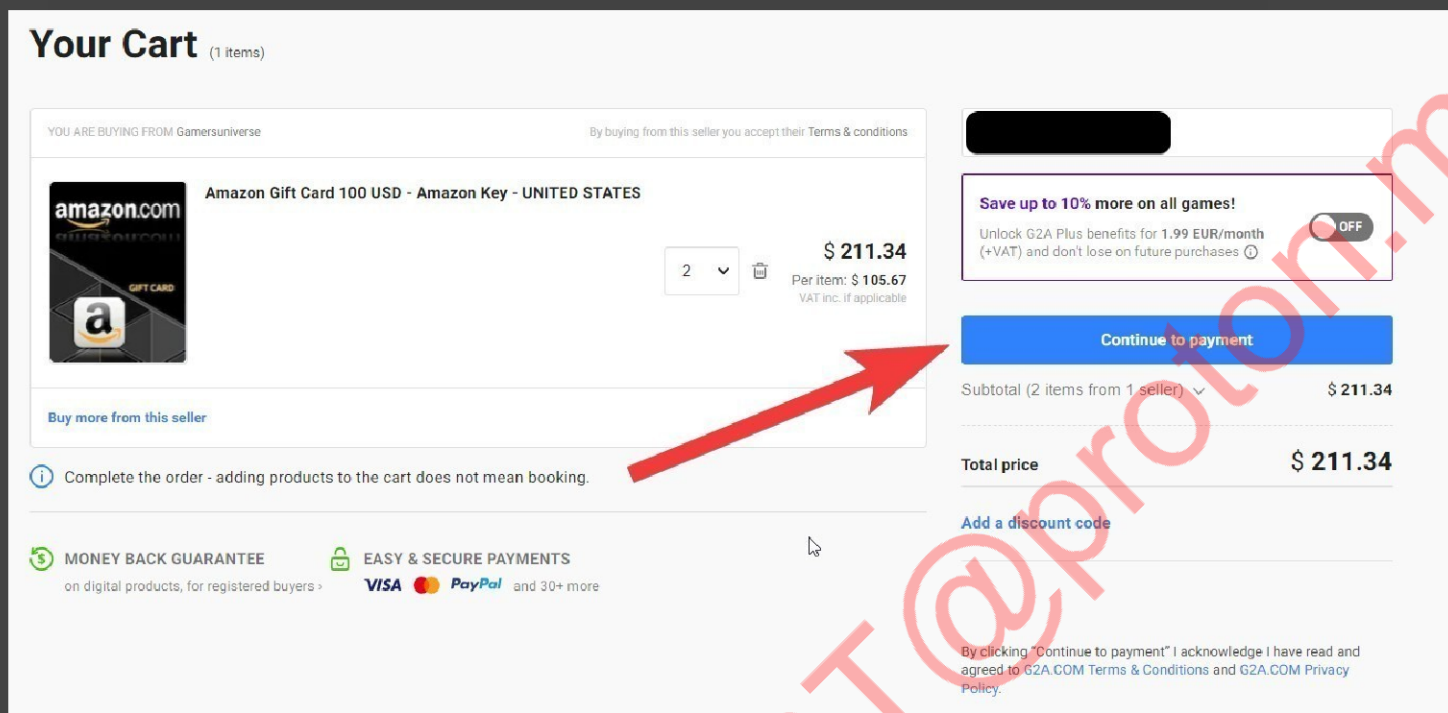 Your Cart (1 items)
YOU ARE BUYING FROM Gamersuniverse
By buying from this seller you accept their Terms & conditions
amazon.com
GIFT CARD
a
Amazon Gift Card 100 USD - Amazon Key - UNITED STATES
2
$ 211.34
Per item: $ 105.67
VAT inc. if applicable
Buy more from this seller
Complete the order - adding products to the cart does not mean booking.
MONEY BACK GUARANTEE
on digital products, for registered buyers ›
EASY & SECURE PAYMENTS
VISA PayPal and 30+ more
Save up to 10% more on all games!
OFF
Unlock G2A Plus benefits for 1.99 EUR/month
(+VAT) and don't lose on future purchases
Continue to payment
Subtotal (2 items from 1 seller) $ 211.34
Total price $ 211.34
Add a discount code
By clicking "Continue to payment" I acknowledge I have read and
agreed to G2A.COM Terms & Conditions and G2A.COM Privacy
Policy.
T@proton.m